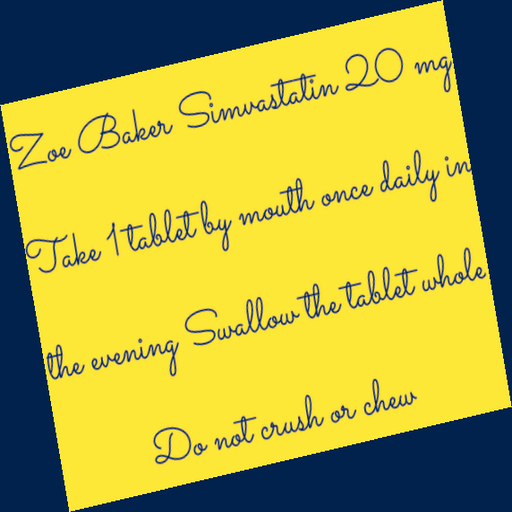 Zoe Baker Simvastatin 20 mg
Take 1 tablet by mouth once daily in
the evening Swallow the tablet whole
Do not crush or chew